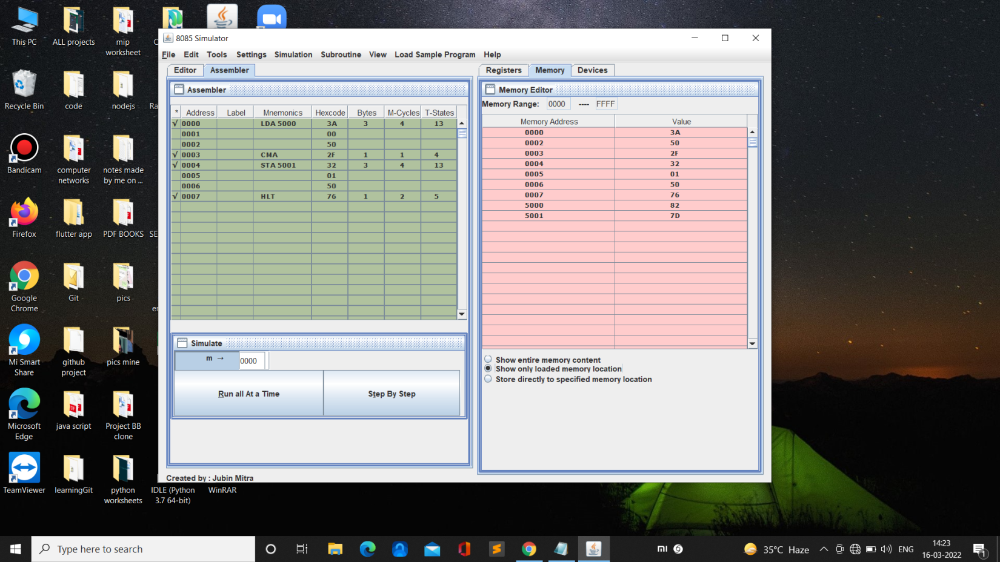 This PC
ALL projects
mip
worksheet
Recycle Bin
code
nodejs
Bandicam
computer
networks
notes made
by me on ...
Firefox
flutter app
PDF BOOKS
SE
Google
Chrome
Git
pics
Mi Smart
Share
github
project
pics mine
Microsoft
Edge
java script
Project BB
clone
TeamViewer
learningGit
python
worksheets
IDLE (Python
3.7 64-bit)
WinRAR
8085 Simulator
File Edit Tools Settings Simulation Subroutine View Load Sample Program Help
Editor Assembler
Assembler
* Address Label Mnemonics Hexcode Bytes M-Cycles T-States
√ 0000 LDA 5000 3A 3 4 13
0001 00
0002 50
√ 0003 CMA 2F 1 1 4
√ 0004 STA 5001 32 3 4 13
0005 01
0006 50
√ 0007 HLT 76 1 2 5
Simulate
m → 0000
Run all At a Time
Step By Step
Created by : Jubin Mitra
Registers Memory Devices
Memory Editor
Memory Range: 0000 ---- FFFF
Memory Address Value
0000 3A
0002 50
0003 2F
0004 32
0005 01
0006 50
0007 76
5000 82
5001 7D
Show entire memory content
Show only loaded memory location
Store directly to specified memory location
Type here to search
35°C Haze
ENG
14:23
16-03-2022
1